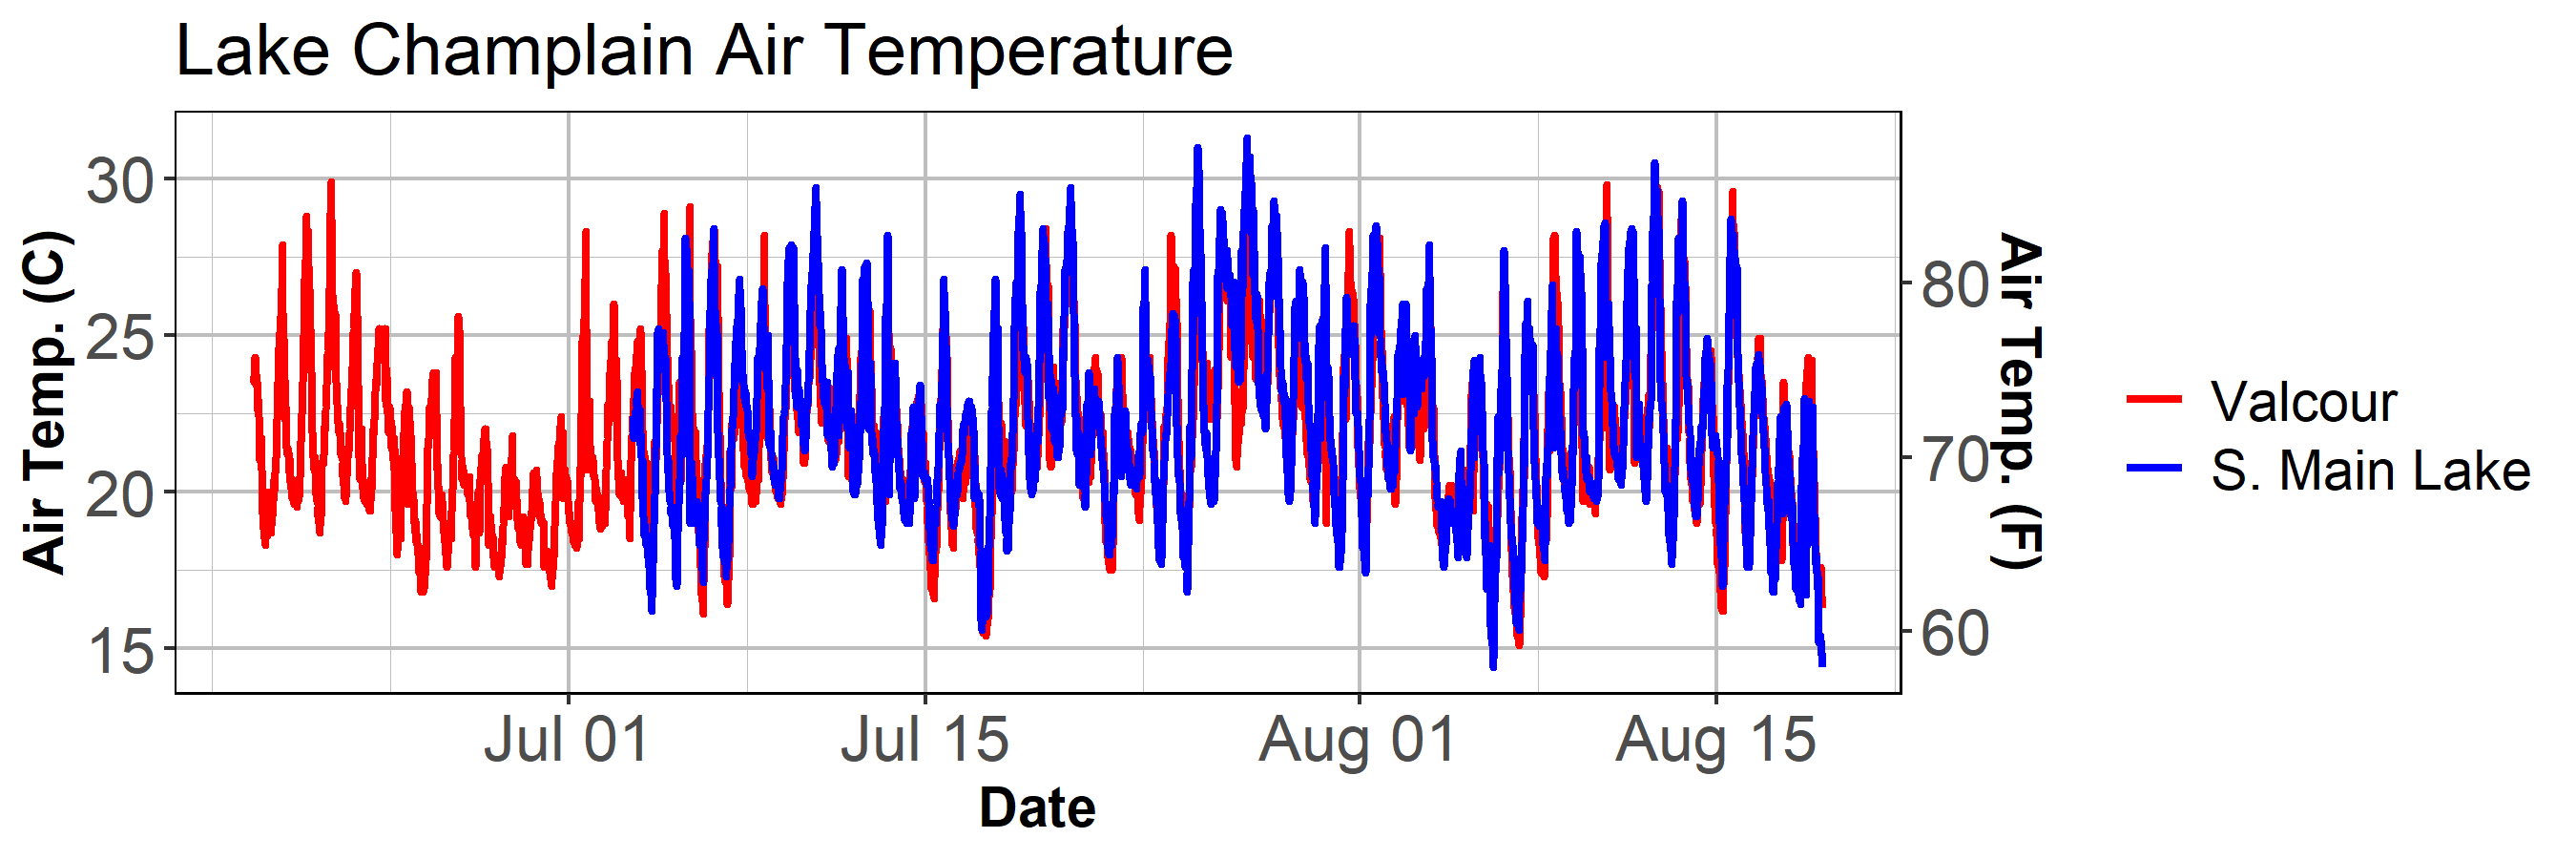 Lake Champlain Air Temperature
Air Temp. (C)
30
25
20
15
80
70
60
Air Temp. (F)
Jul 01
Jul 15
Aug 01
Aug 15
Date
Valcour
S. Main Lake